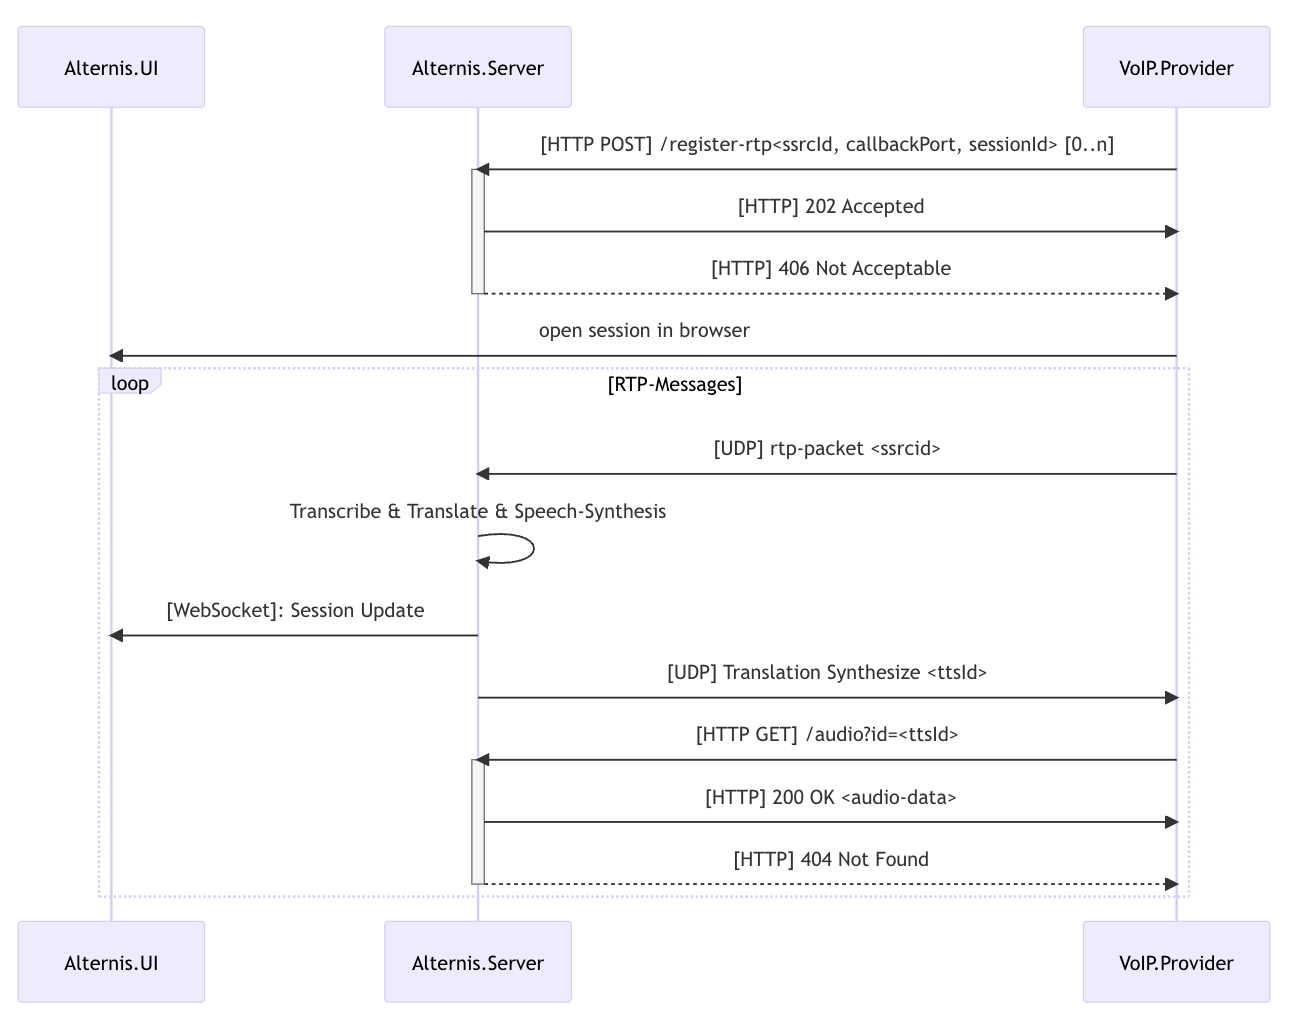 Alternis.UI
Alternis.Server
VoIP.Provider
[HTTP POST] /register-rtp<ssrcId, callbackPort, sessionId> [0..n]
[HTTP] 202 Accepted
[HTTP] 406 Not Acceptable
open session in browser
loop
[RTP-Messages]
[UDP] rtp-packet <ssrcid>
Transcribe & Translate & Speech-Synthesis
[WebSocket]: Session Update
[UDP] Translation Synthesize <ttsId>
[HTTP GET] /audio?id=<ttsId>
[HTTP] 200 OK <audio-data>
[HTTP] 404 Not Found
Alternis.UI
Alternis.Server
VoIP.Provider